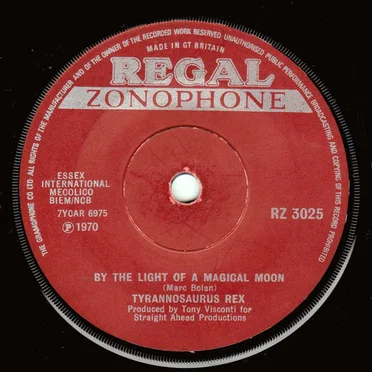 ALL RIGHTS OF THE MANUFACTURER AND OF THE OWNER OF THE RECORDED WORK RESERVED UNAUTHORISED PUBLIC PERFORMANCE BROADCASTING AND COPYING OF THIS RECORD PROHIBITED
THE GRAMOPHONE CO LTD
MADE IN GT BRITAIN
REGAL
ZONOPHONE
ESSEX
INTERNATIONAL
MECOLICO
BIEM/NCB
7YCAR 6975
Ⓟ 1970
RZ 3025
BY THE LIGHT OF A MAGICAL MOON
(Marc Bolan)
TYRANNOSAURUS REX
Produced by Tony Visconti for
Straight Ahead Productions